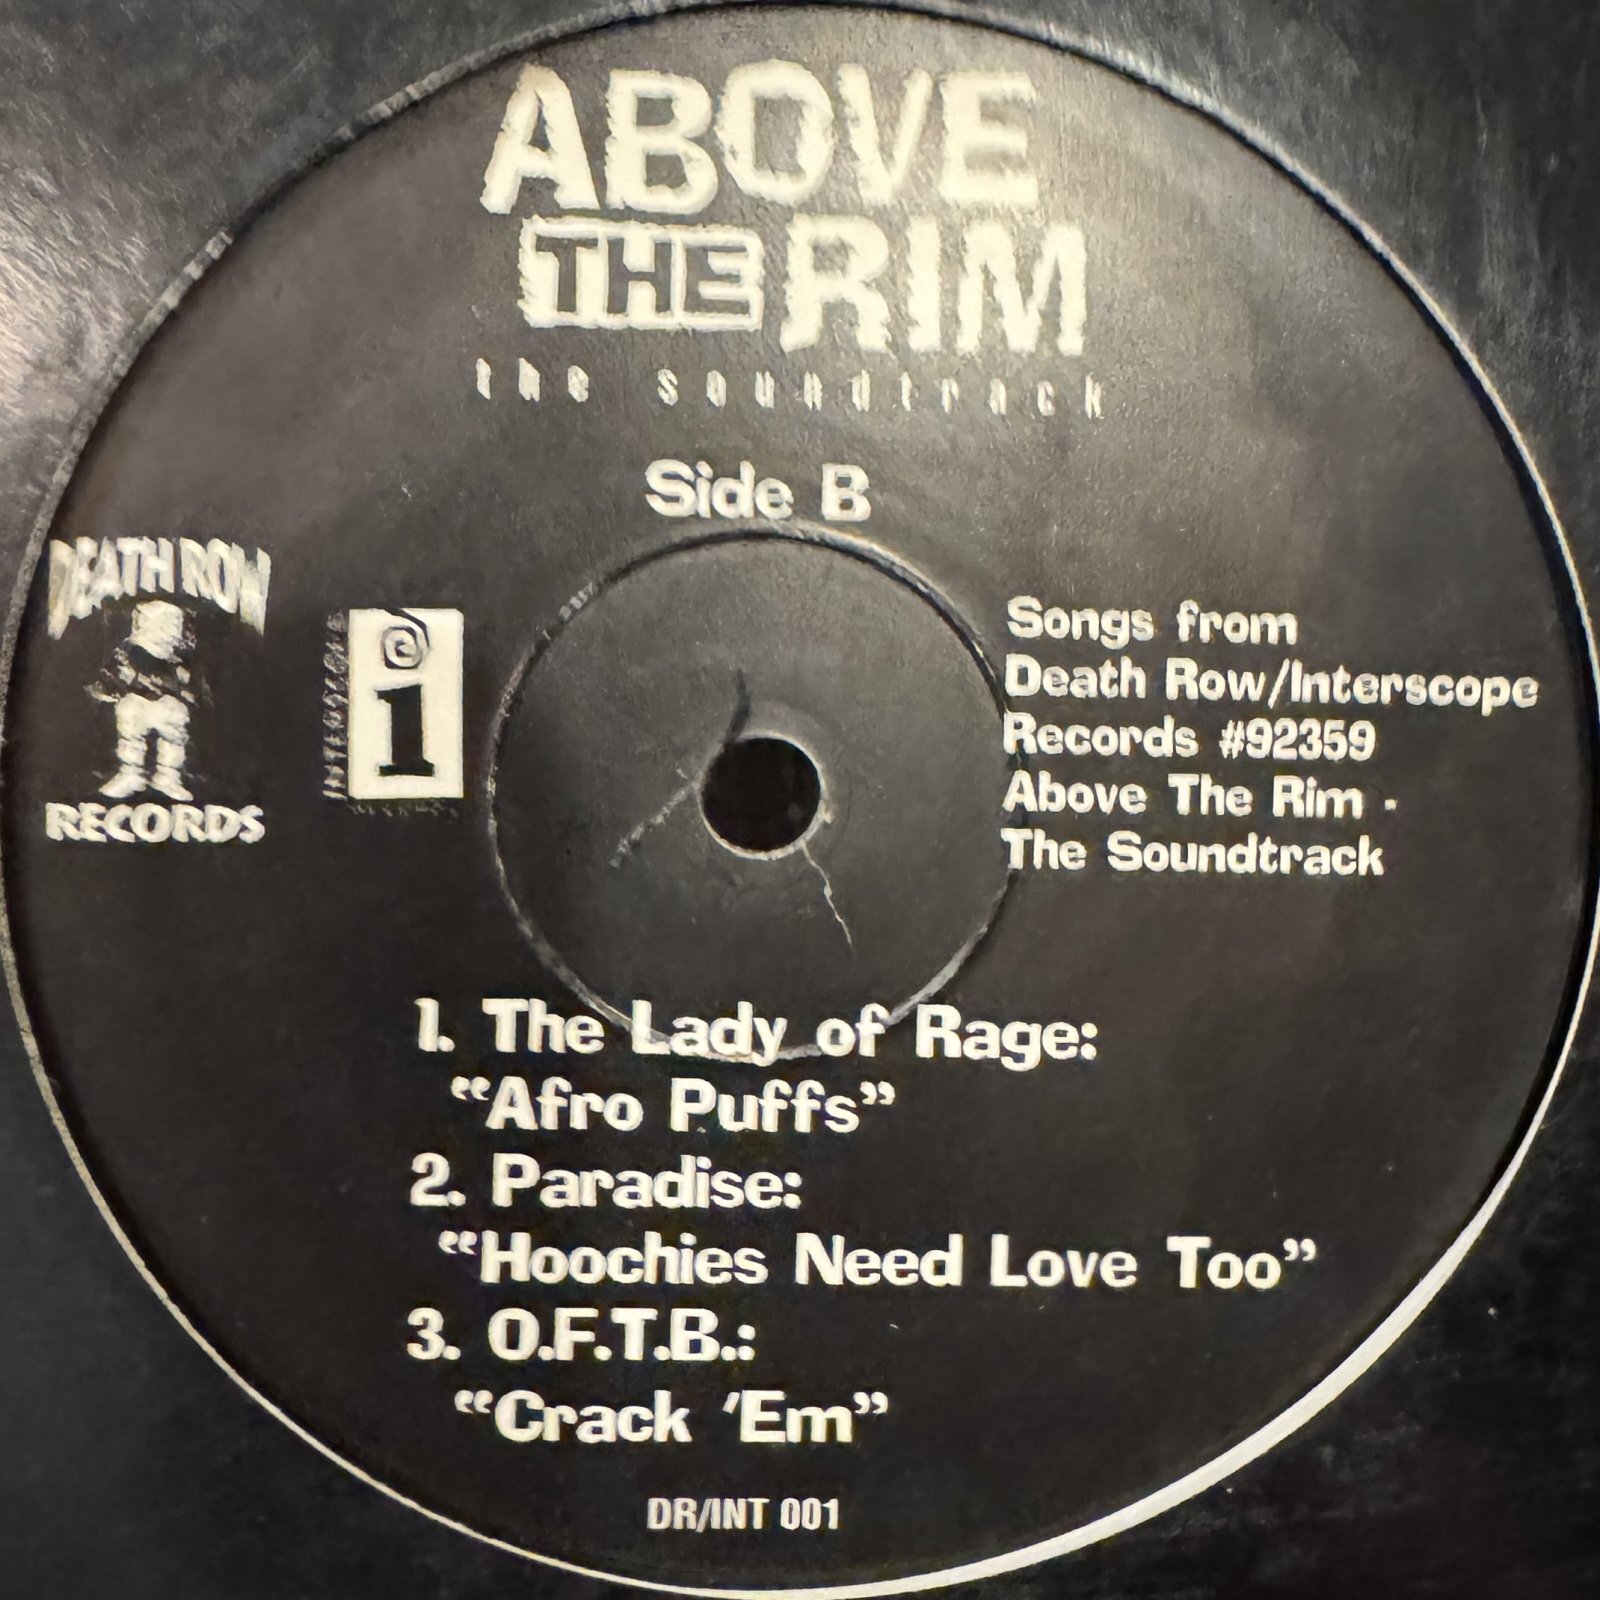 ABOVE
THE RIM
the soundtrack
Side B
DEATH ROW
RECORDS
INTERSCOPE
i
Songs from
Death Row/Interscope
Records #92359
Above The Rim -
The Soundtrack
1. The Lady of Rage:
“Afro Puffs”
2. Paradise:
“Hoochies Need Love Too”
3. O.F.T.B.:
“Crack ’Em”
DR/INT 001